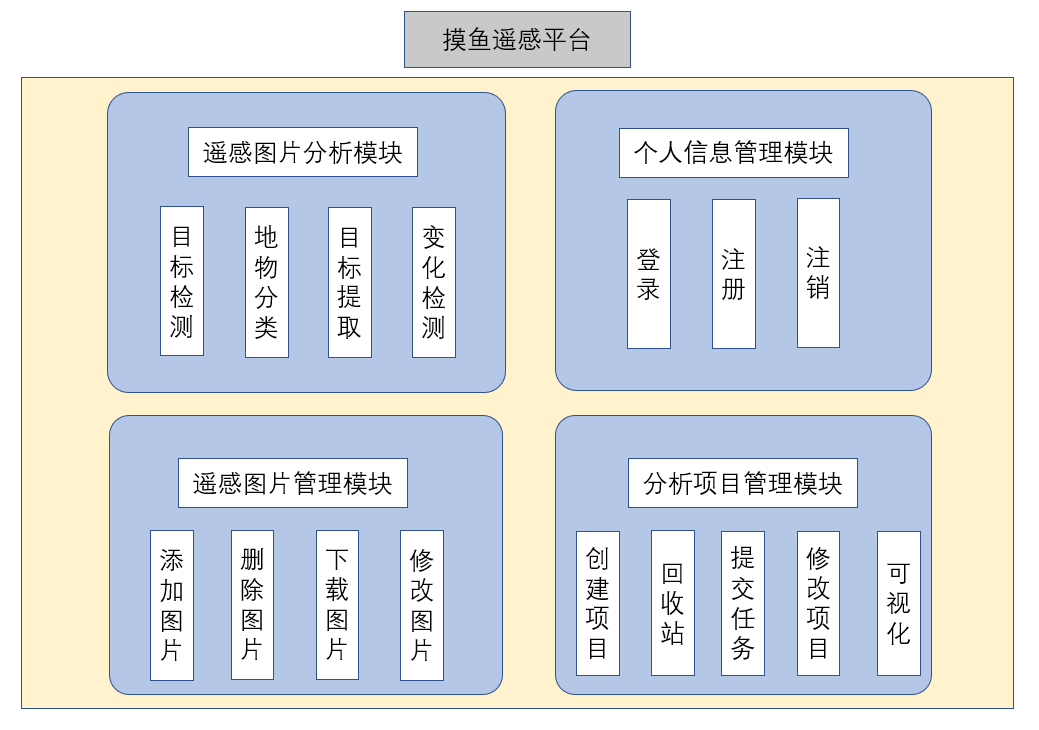 摸鱼遥感平台
遥感图片分析模块
目标检测
地物分类
目标提取
变化检测
个人信息管理模块
登录
注册
注销
遥感图片管理模块
添加图片
删除图片
下载图片
修改图片
分析项目管理模块
创建项目
回收站
提交任务
修改项目
可视化